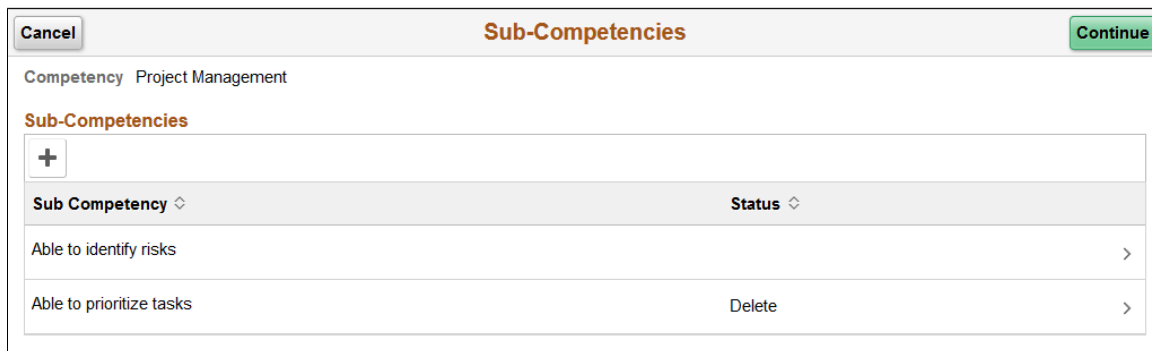 Cancel Sub-Competencies Continue
Competency Project Management
Sub-Competencies
Sub Competency Status
Able to identify risks
Able to prioritize tasks Delete